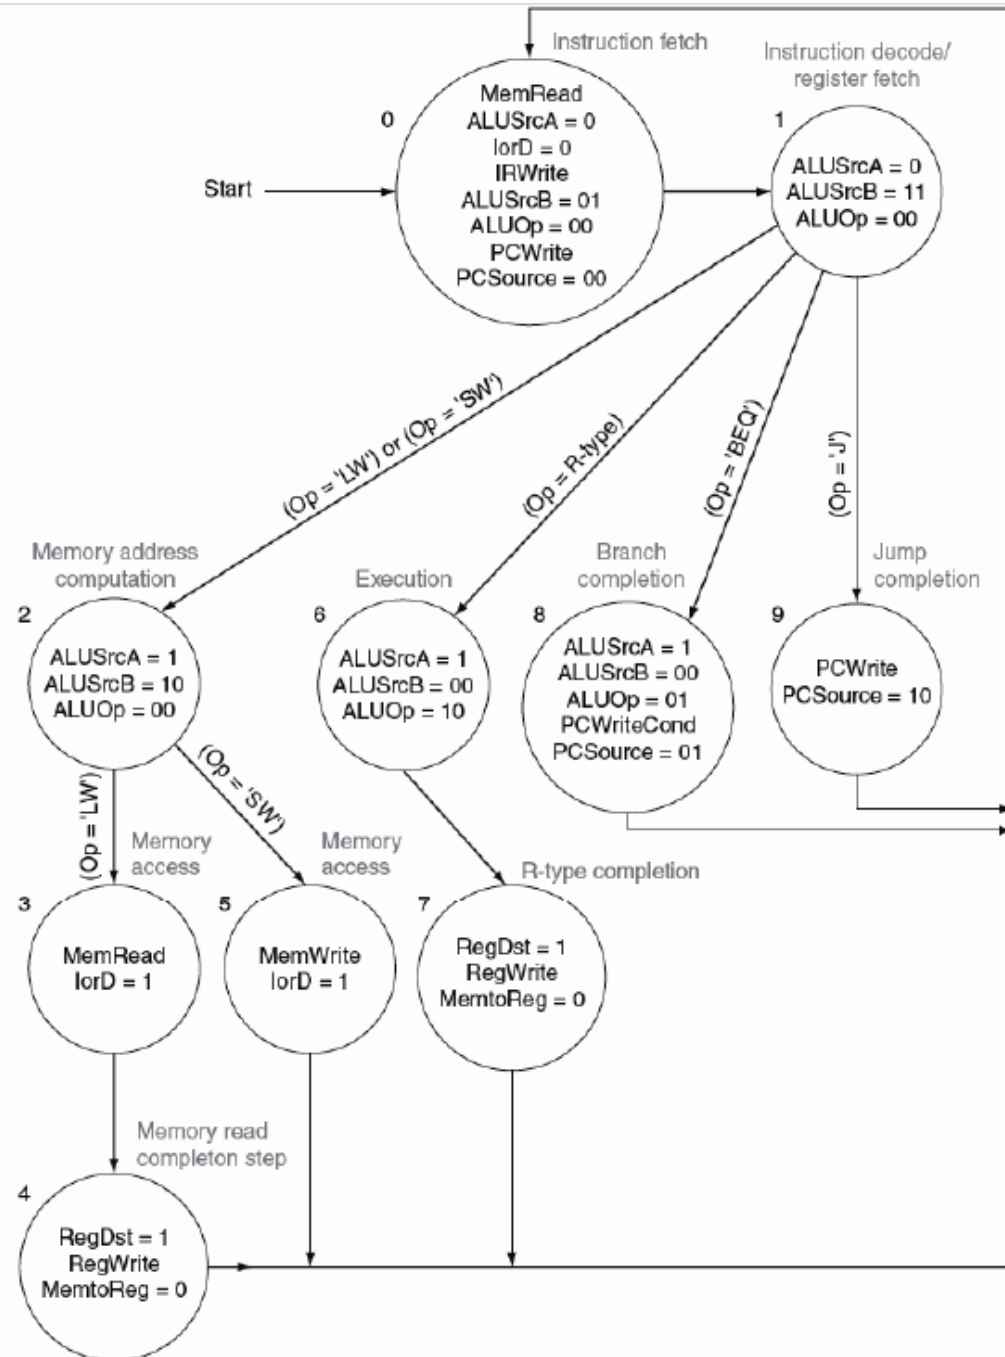 Instruction fetch
Instruction decode/
register fetch
0
MemRead
ALUSrcA = 0
IorD = 0
IRWrite
ALUSrcB = 01
ALUOp = 00
PCWrite
PCSource = 00
1
ALUSrcA = 0
ALUSrcB = 11
ALUOp = 00
Start
(Op = 'LW') or (Op = 'SW')
(Op = R-type)
(Op = 'BEQ')
(Op = 'J')
Memory address
computation
2
ALUSrcA = 1
ALUSrcB = 10
ALUOp = 00
Execution
6
ALUSrcA = 1
ALUSrcB = 00
ALUOp = 10
Branch
completion
8
ALUSrcA = 1
ALUSrcB = 00
ALUOp = 01
PCWriteCond
PCSource = 01
Jump
completion
9
PCWrite
PCSource = 10
(Op = 'LW')
(Op = 'SW')
Memory
access
3
MemRead
IorD = 1
Memory
access
5
MemWrite
IorD = 1
R-type completion
7
RegDst = 1
RegWrite
MemtoReg = 0
Memory read
completon step
4
RegDst = 1
RegWrite
MemtoReg = 0